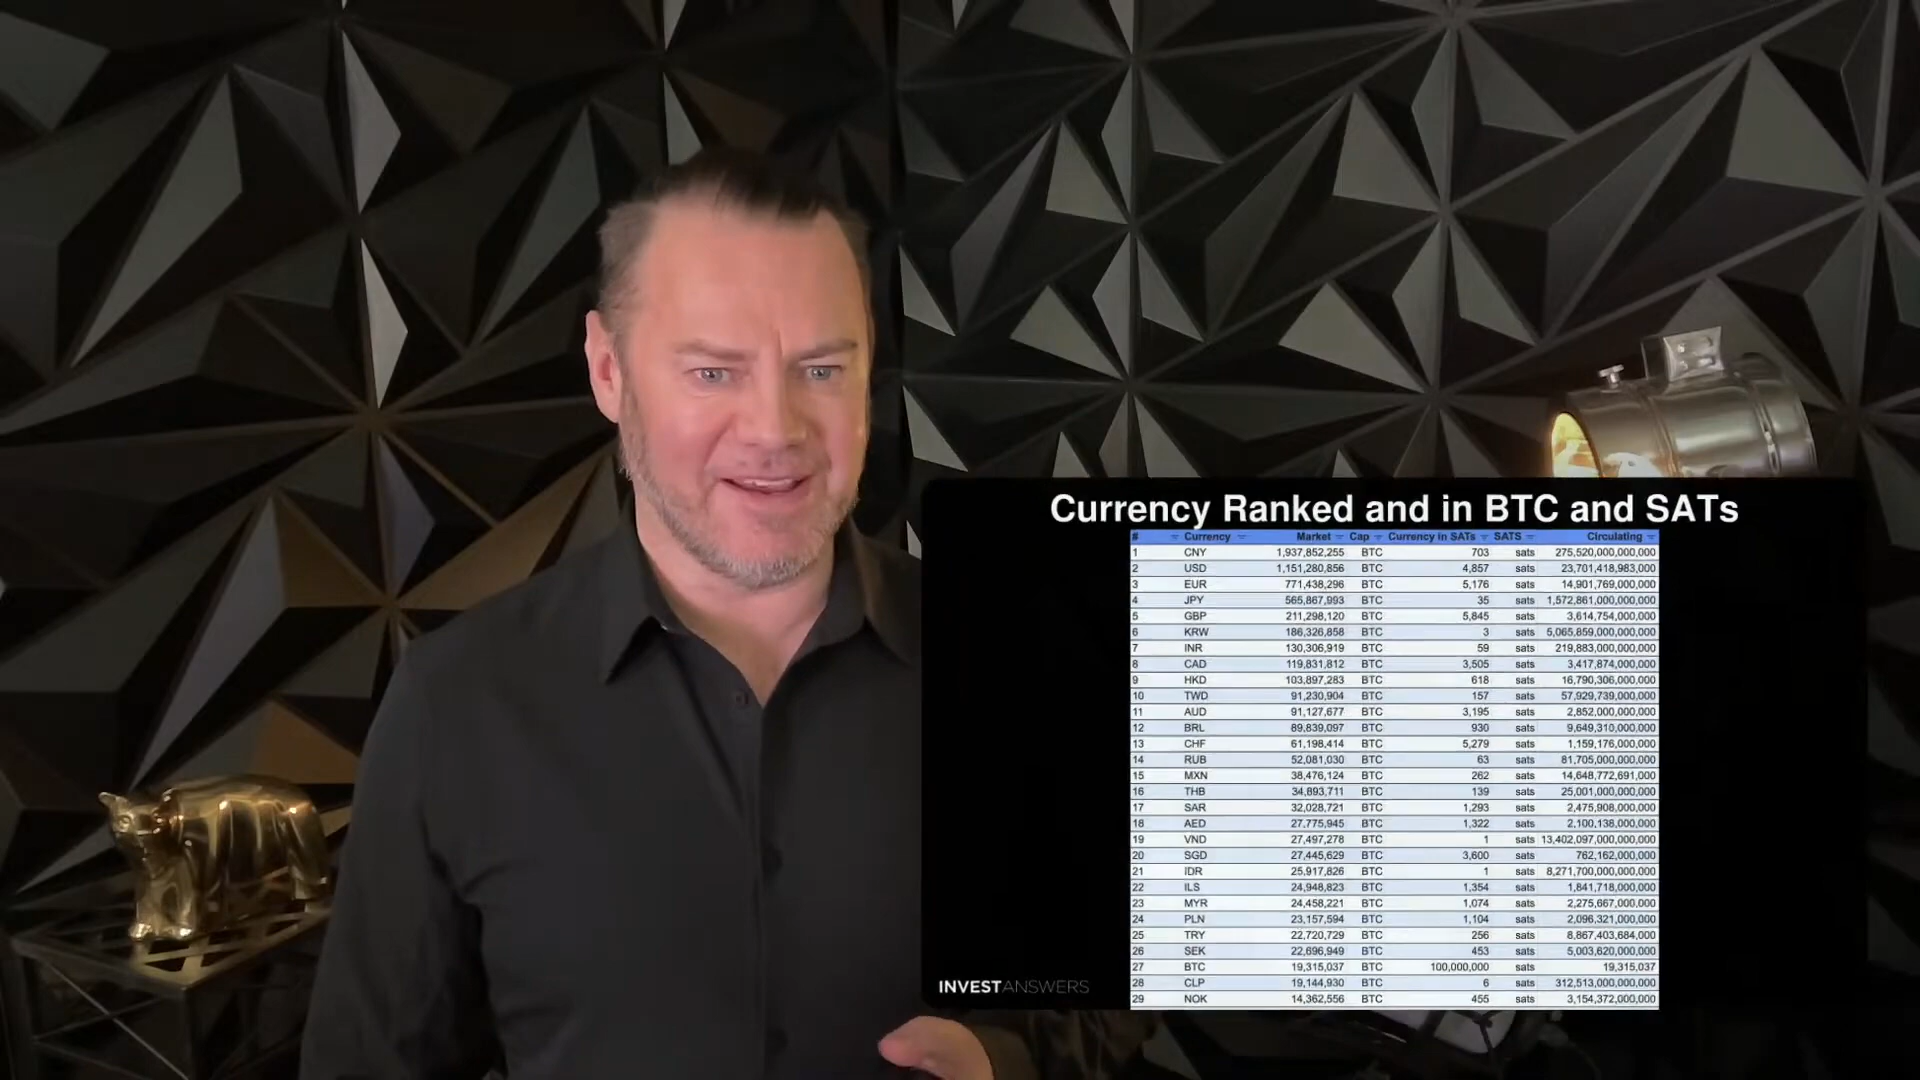 Currency Ranked and in BTC and SATs
# Currency Market Cap Currency in SATs SATS Circulating
1 CNY 1,937,852,255 BTC 703 sats 275,520,000,000,000
2 USD 1,151,280,856 BTC 4,857 sats 23,701,418,983,000
3 EUR 771,438,296 BTC 5,176 sats 14,901,769,000,000
4 JPY 565,867,993 BTC 35 sats 1,572,861,000,000,000
5 GBP 211,298,120 BTC 5,845 sats 3,614,754,000,000
6 KRW 186,326,858 BTC 3 sats 5,065,859,000,000,000
7 INR 130,306,919 BTC 59 sats 219,883,000,000,000
8 CAD 119,831,812 BTC 3,505 sats 3,417,874,000,000
9 HKD 103,897,283 BTC 618 sats 16,790,306,000,000
10 TWD 91,230,904 BTC 157 sats 57,929,739,000,000
11 AUD 91,127,677 BTC 3,195 sats 2,852,000,000,000
12 BRL 89,839,097 BTC 930 sats 9,649,310,000,000
13 CHF 61,198,414 BTC 5,279 sats 1,159,176,000,000
14 RUB 52,081,030 BTC 63 sats 81,705,000,000,000
15 MXN 38,476,124 BTC 262 sats 14,648,772,691,000
16 THB 34,893,711 BTC 139 sats 25,001,000,000,000
17 SAR 32,028,721 BTC 1,293 sats 2,475,908,000,000
18 AED 27,775,945 BTC 1,322 sats 2,100,138,000,000
19 VND 27,497,278 BTC 1 sats 13,402,097,000,000,000
20 SGD 27,445,629 BTC 3,600 sats 762,162,000,000
21 IDR 25,917,826 BTC 1 sats 8,271,700,000,000,000
22 ILS 24,948,823 BTC 1,354 sats 1,841,718,000,000
23 MYR 24,458,221 BTC 1,074 sats 2,275,667,000,000
24 PLN 23,157,594 BTC 1,104 sats 2,096,321,000,000
25 TRY 22,720,729 BTC 256 sats 8,867,403,684,000
26 SEK 22,696,949 BTC 453 sats 5,003,620,000,000
27 BTC 19,315,037 BTC 100,000,000 sats 19,315,037
28 CLP 19,144,930 BTC 6 sats 312,513,000,000,000
29 NOK 14,362,556 BTC 455 sats 3,154,372,000,000
INVESTANSWERS